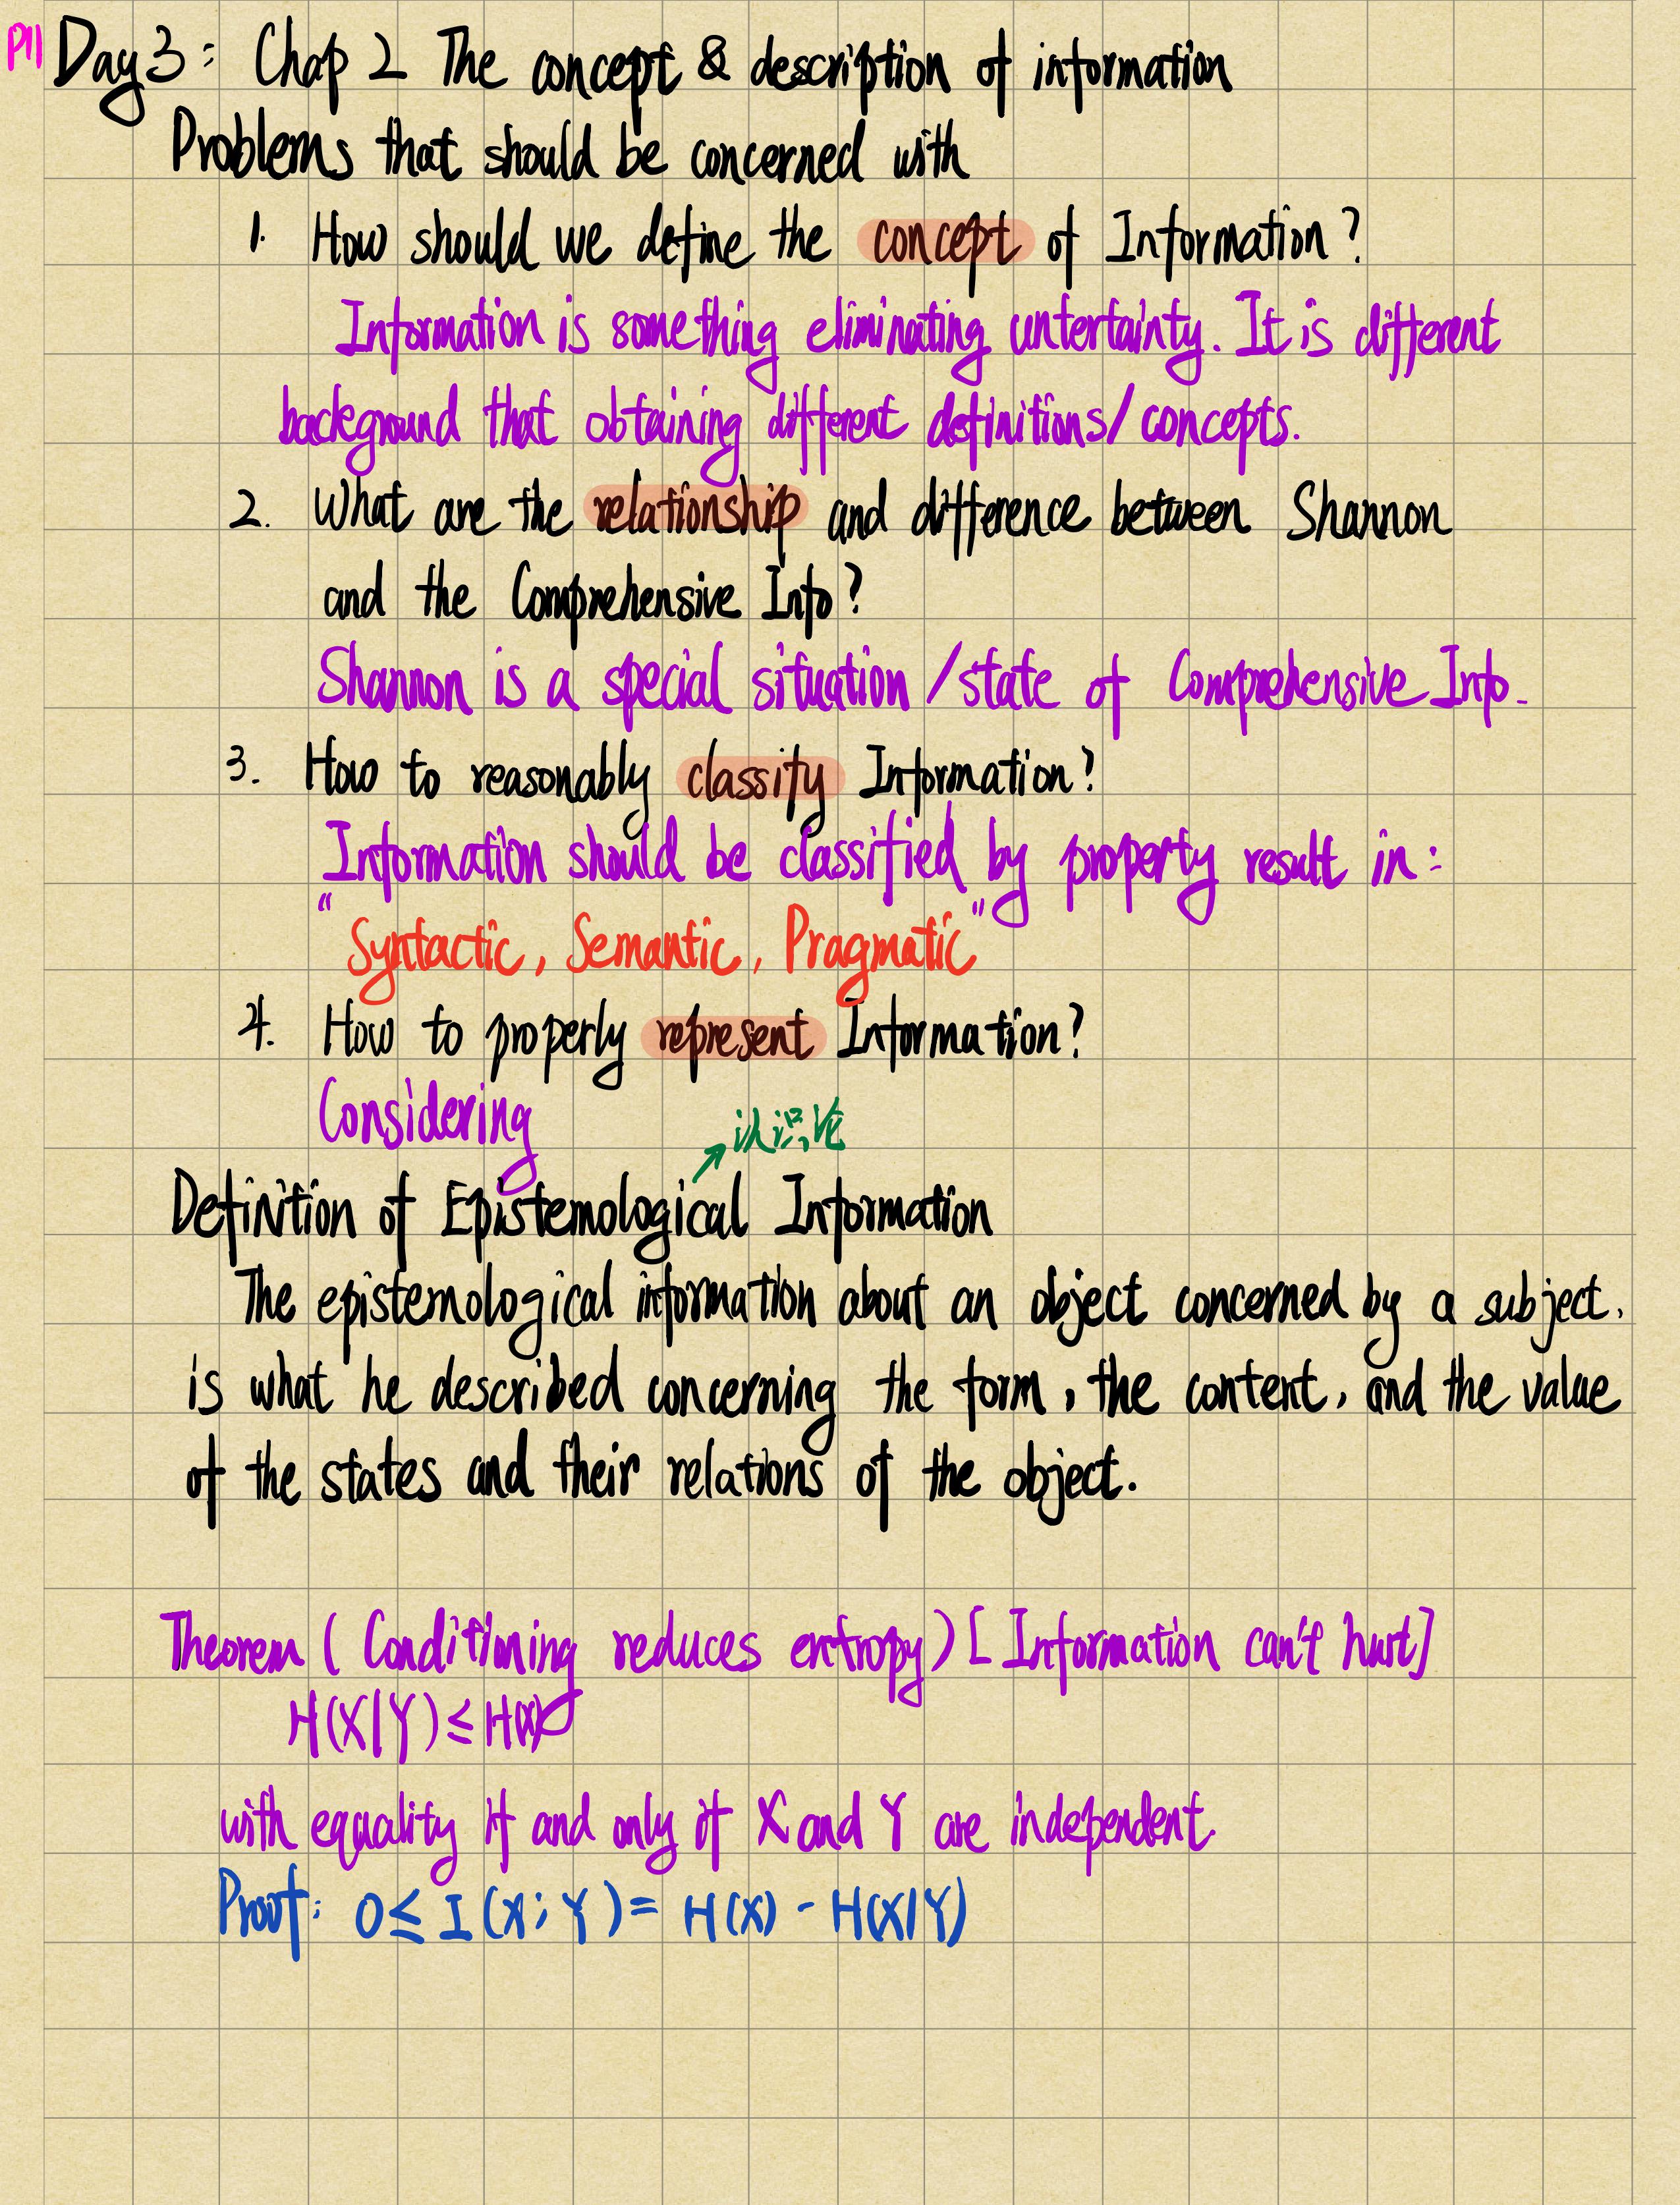 P11 Day 3: Chap 2 The concept & description of information
Problems that should be concerned with
1. How should we define the concept of Information?
Information is something eliminating untertainty. It is different
background that obtaining different definitions/concepts.
2. What are the relationship and difference between Shannon
and the Comprehensive Info?
Shannon is a special situation/state of Comprehensive Info.
3. How to reasonably classify Information?
Information should be classified by property result in:
"Syntactic, Semantic, Pragmatic"
4. How to properly represent Information?
Considering
认识论
Definition of Epistemological Information
The epistemological information about an object concerned by a subject,
is what he described concerning the form, the content, and the value
of the states and their relations of the object.
Theorem (Conditioning reduces entropy) [Information can't hurt]
H(X|Y) ≤ H(X)
with equality if and only if X and Y are independent.
Proof: 0 ≤ I(X; Y) = H(X) - H(X|Y)